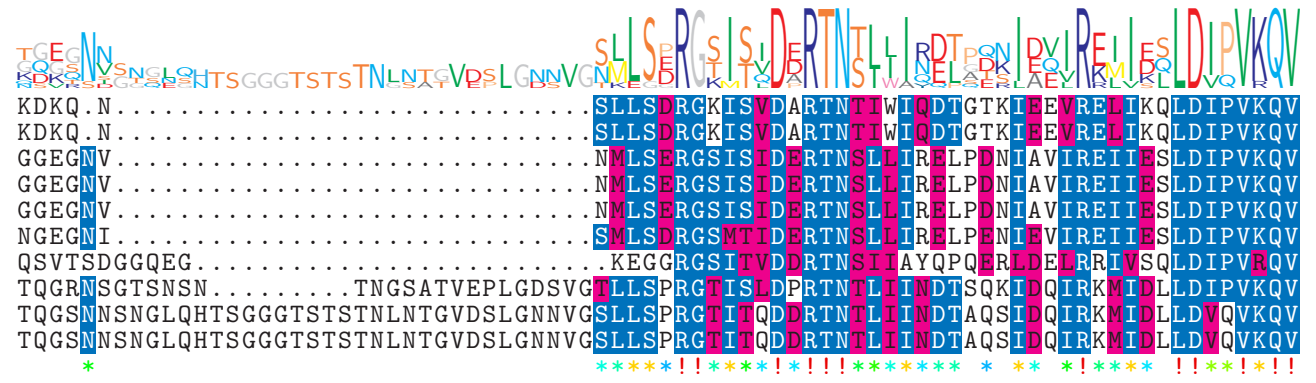 KDKQ.N..............................SLLSDRGKISVDARTNTIWIQDTGTKIEEVRELIKQLDIPVKQV
KDKQ.N..............................SLLSDRGKISVDARTNTIWIQDTGTKIEEVRELIKQLDIPVKQV
GGEGNV..............................NMLSERGSISIDERTNSLLIRELPDNIAVIREIIESLDIPVKQV
GGEGNV..............................NMLSERGSISIDERTNSLLIRELPDNIAVIREIIESLDIPVKQV
GGEGNV..............................NMLSERGSISIDERTNSLLIRELPDNIAVIREIIESLDIPVKQV
NGEGNI..............................SMLSDRGSMTIDERTNSLLIRELPENIEVIREIIESLDIPVKQV
QSVTSDGGQEG..........................KEGGRGSITVDDRTNSIIAYQPQERLDELRRIVSQLDIPVRQV
TQGRNSGTSNSN.........TNGSATVEPLGDSVGTLLSPRGTISLDPRTNTLIINDTSQKIDQIRKMIDLLDIPVKQV
TQGSNNSNGLQHTSGGGTSTSTNLNTGVDSLGNNVGSLLSPRGTITQDDRTNTLIINDTAQSIDQIRKMIDLLDVQVKQV
TQGSNNSNGLQHTSGGGTSTSTNLNTGVDSLGNNVGSLLSPRGTITQDDRTNTLIINDTAQSIDQIRKMIDLLDVQVKQV
* *****!!****!*!!!******* * ** *!**** !!**!*!!